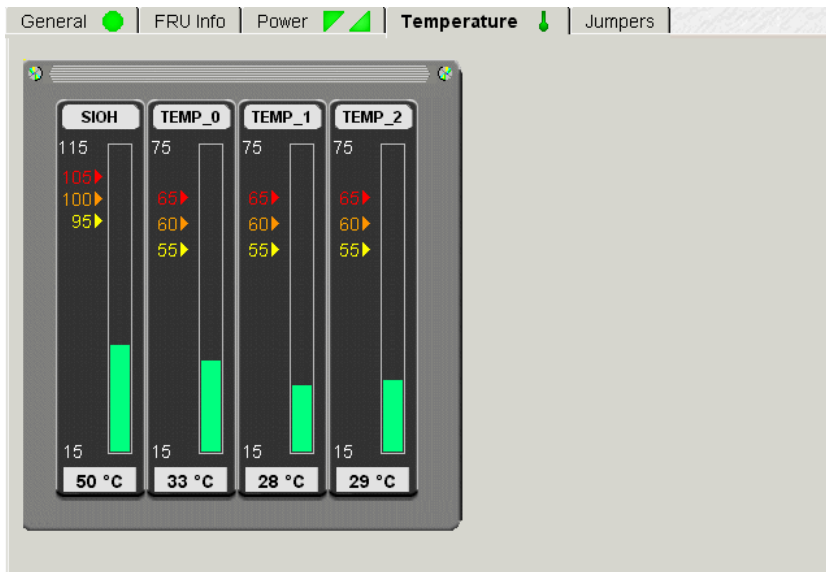 General FRU Info Power Temperature Jumpers
SIOH TEMP_0 TEMP_1 TEMP_2
115 75 75 75
105
100 65 65 65
95 60 60 60
55 55 55
15 15 15 15
50 °C 33 °C 28 °C 29 °C